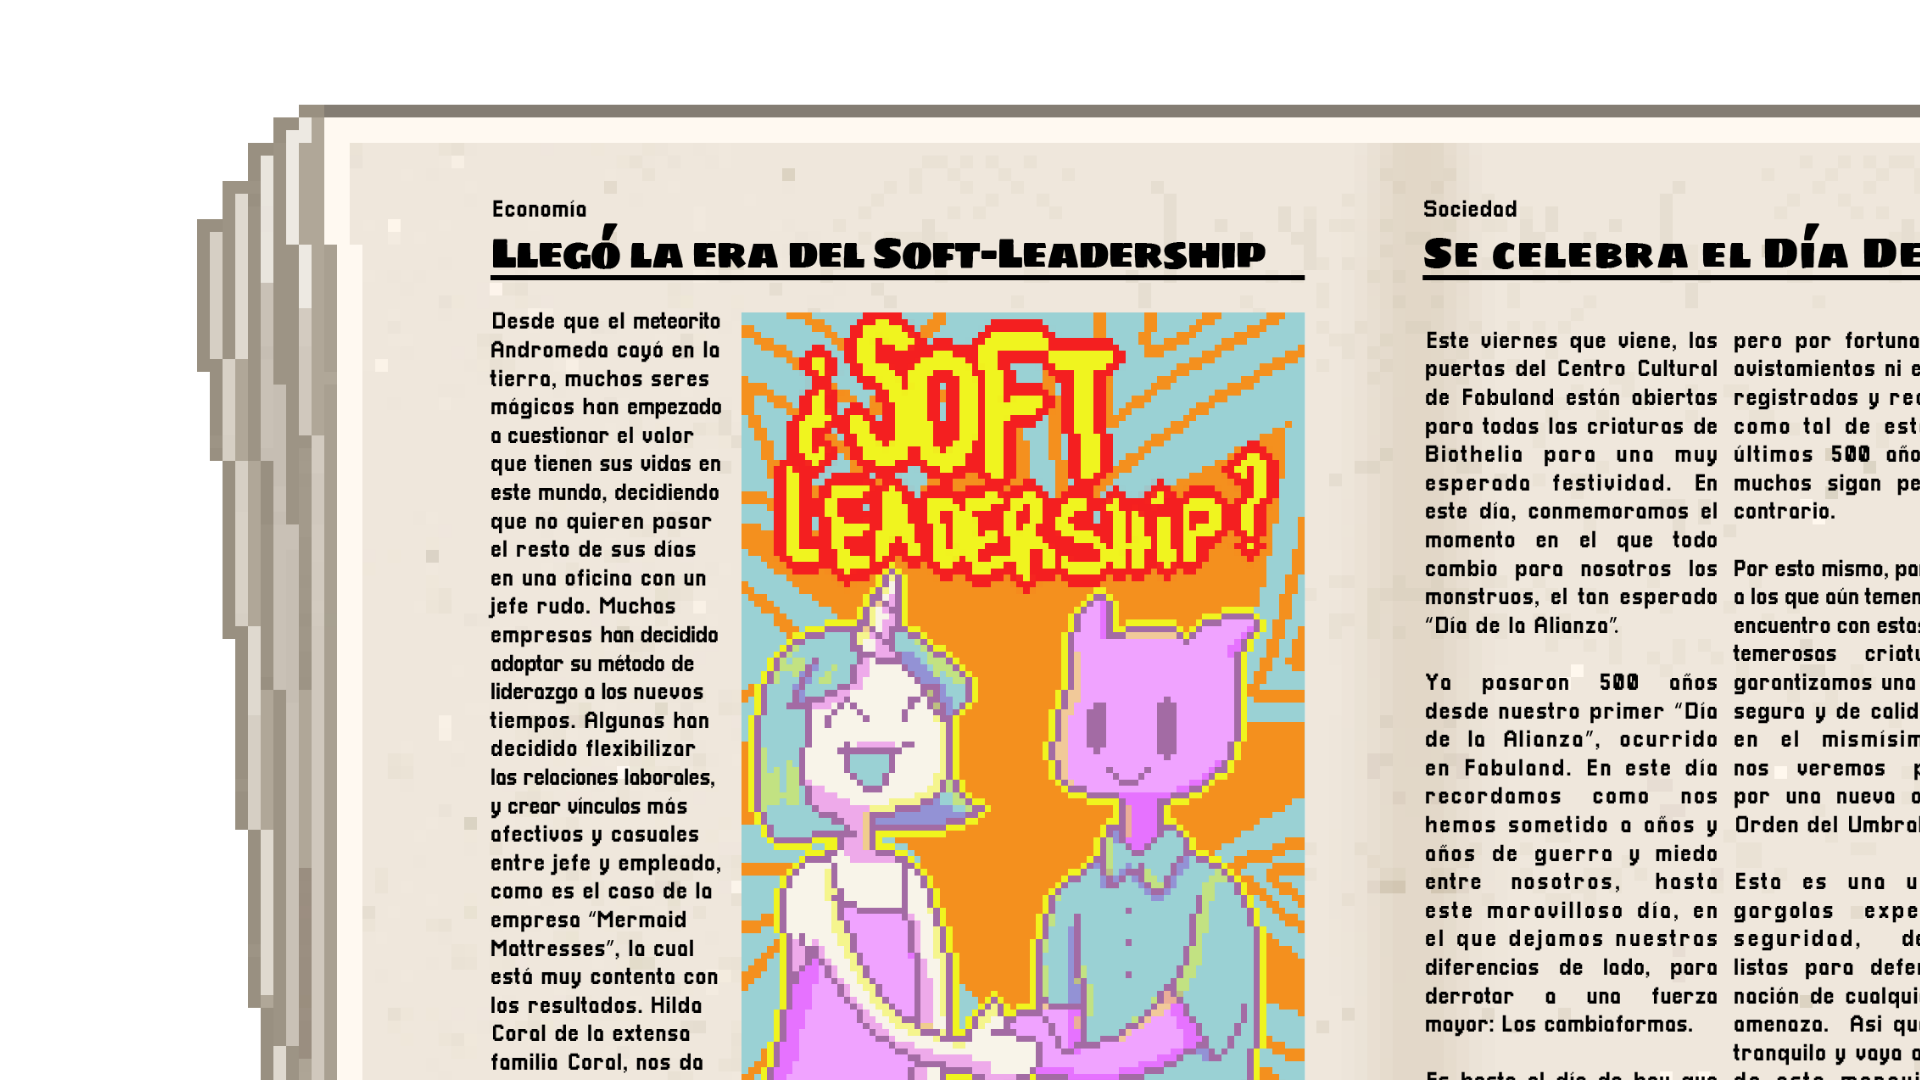 Economía
Llegó la era del Soft-Leadership
Desde que el meteorito
Andromeda cayó en la
tierra, muchos seres
mágicos han empezado
a cuestionar el valor
que tienen sus vidas en
este mundo, decidiendo
que no quieren pasar
el resto de sus días
en una oficina con un
jefe rudo. Muchas
empresas han decidido
adoptar su método de
liderazgo a los nuevos
tiempos. Algunas han
decidido flexibilizar
las relaciones laborales,
y crear vínculos más
afectivos y casuales
entre jefe y empleado,
como es el caso de la
empresa “Mermaid
Mattresses”, la cual
está muy contenta con
los resultados. Hilda
Coral de la extensa
familia Coral, nos da
¿SOFT
LEADERSHIP?
Sociedad
Se celebra el Día De
Este viernes que viene, las
puertas del Centro Cultural
de Fabuland están abiertas
para todas las criaturas de
Biothelia para una muy
esperada festividad. En
este día, conmemoramos el
momento en el que todo
cambio para nosotros los
monstruos, el tan esperado
“Día de la Alianza”.
Ya pasaron 500 años
desde nuestro primer “Día
de la Alianza”, ocurrido
en Fabuland. En este día
recordamos como nos
hemos sometido a años y
años de guerra y miedo
entre nosotros, hasta
este maravilloso día, en
el que dejamos nuestras
diferencias de lado, para
derrotar a una fuerza
mayor: Los cambiaformas.
Es hasta el día de hoy que
pero por fortuna
avistamientos ni e
registrados y rec
como tal de est
últimos 500 año
muchos sigan pe
contrario.
Por esto mismo, par
a los que aún temen
encuentro con estas
temerosas criatu
garantizamos una
segura y de calid
en el mismísim
nos veremos p
por una nueva o
Orden del Umbral
Esta es una u
gargolas expe
seguridad, de
listas para defen
nación de cualqui
amenaza. Asi que
tranquilo y vaya a